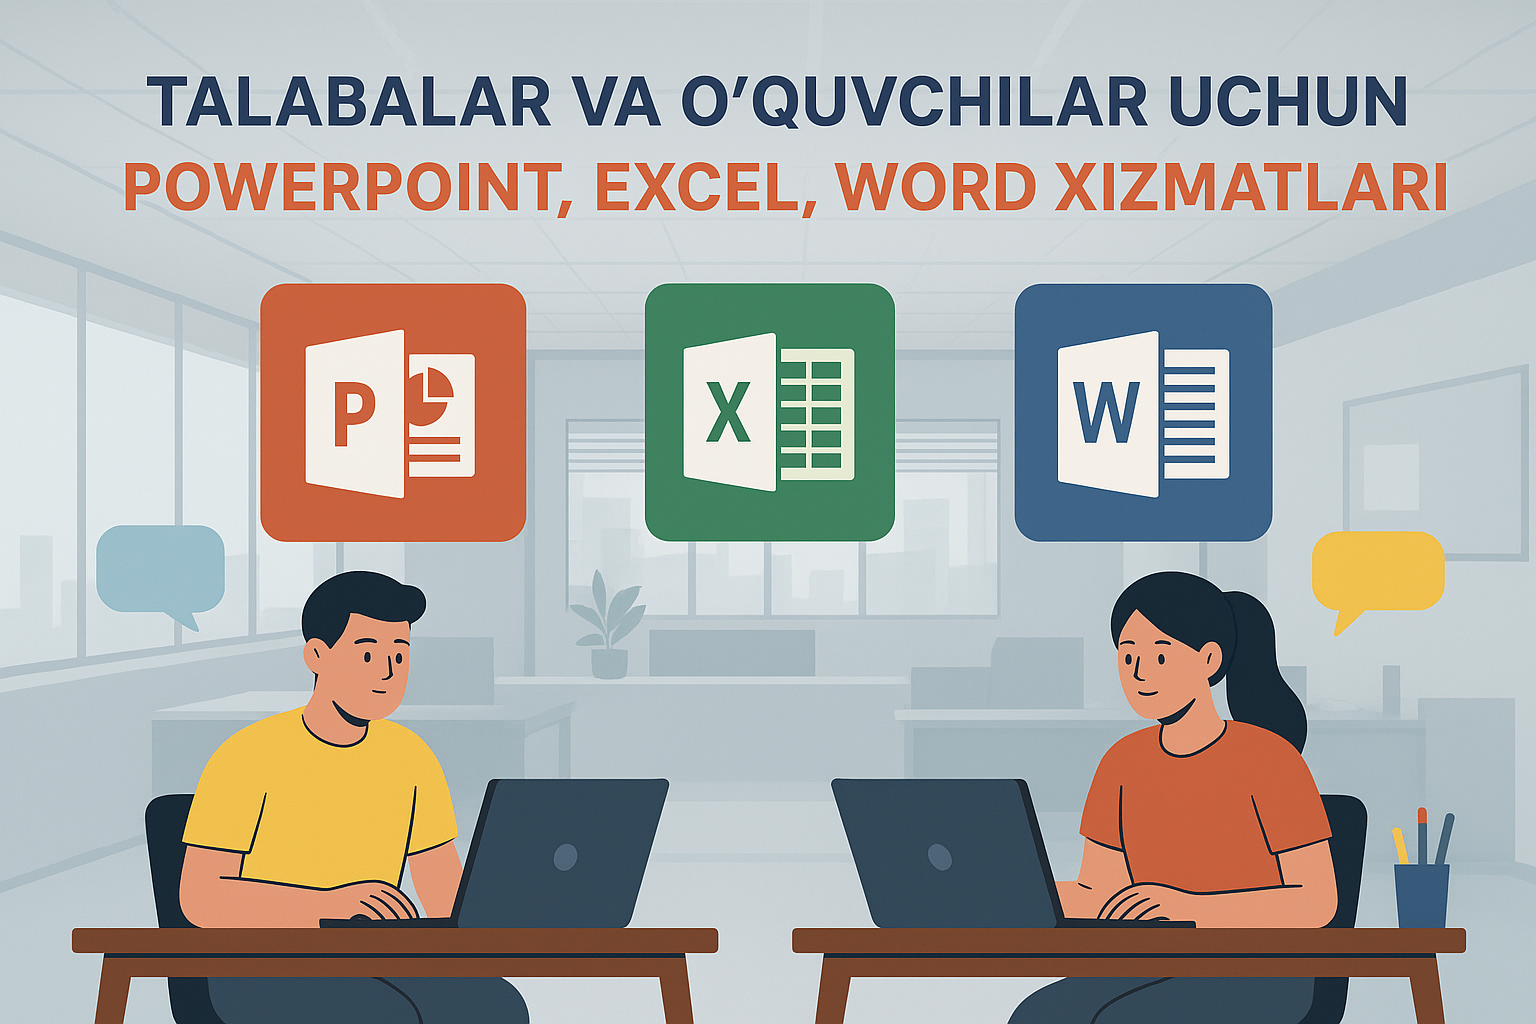 TALABALAR VA O’QUVCHILAR UCHUN
POWERPOINT, EXCEL, WORD XIZMATLARI
P
X
W